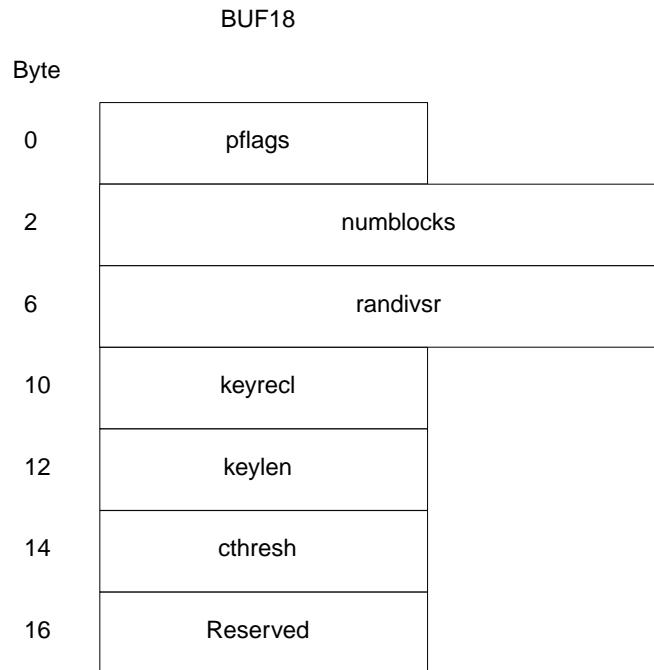 BUF18
Byte
0 pflags
2 numblocks
6 randivsr
10 keyrecl
12 keylen
14 cthresh
16 Reserved